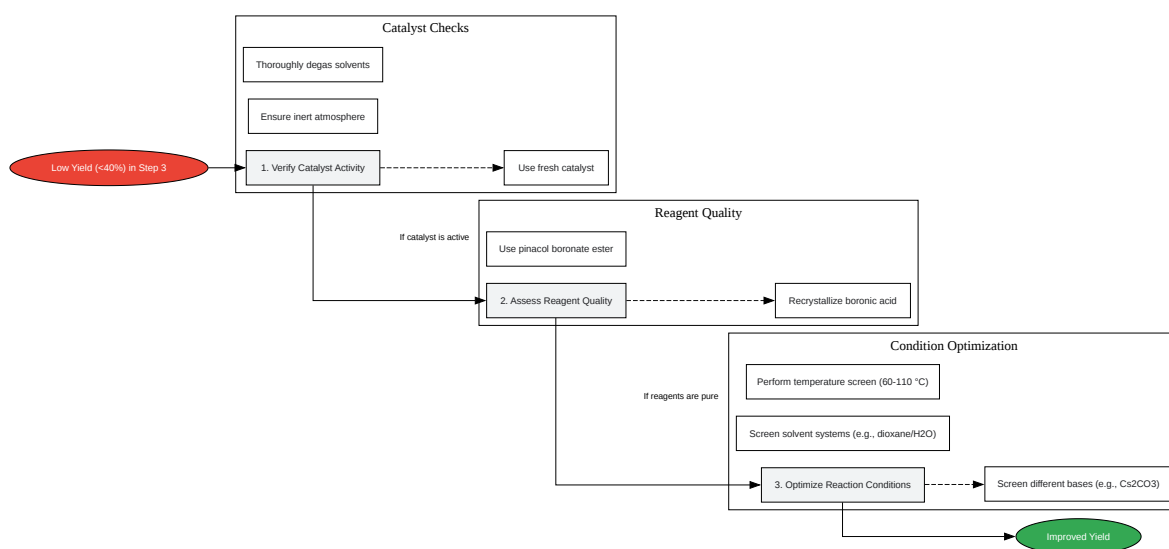 Catalyst Checks
Thoroughly degas solvents
Ensure inert atmosphere
Low Yield (<40%) in Step 3
1. Verify Catalyst Activity
Use fresh catalyst
Reagent Quality
If catalyst is active
Use pinacol boronate ester
2. Assess Reagent Quality
Recrystallize boronic acid
Condition Optimization
Perform temperature screen (60-110 °C)
If reagents are pure
Screen solvent systems (e.g., dioxane/H2O)
3. Optimize Reaction Conditions
Screen different bases (e.g., Cs2CO3)
Improved Yield